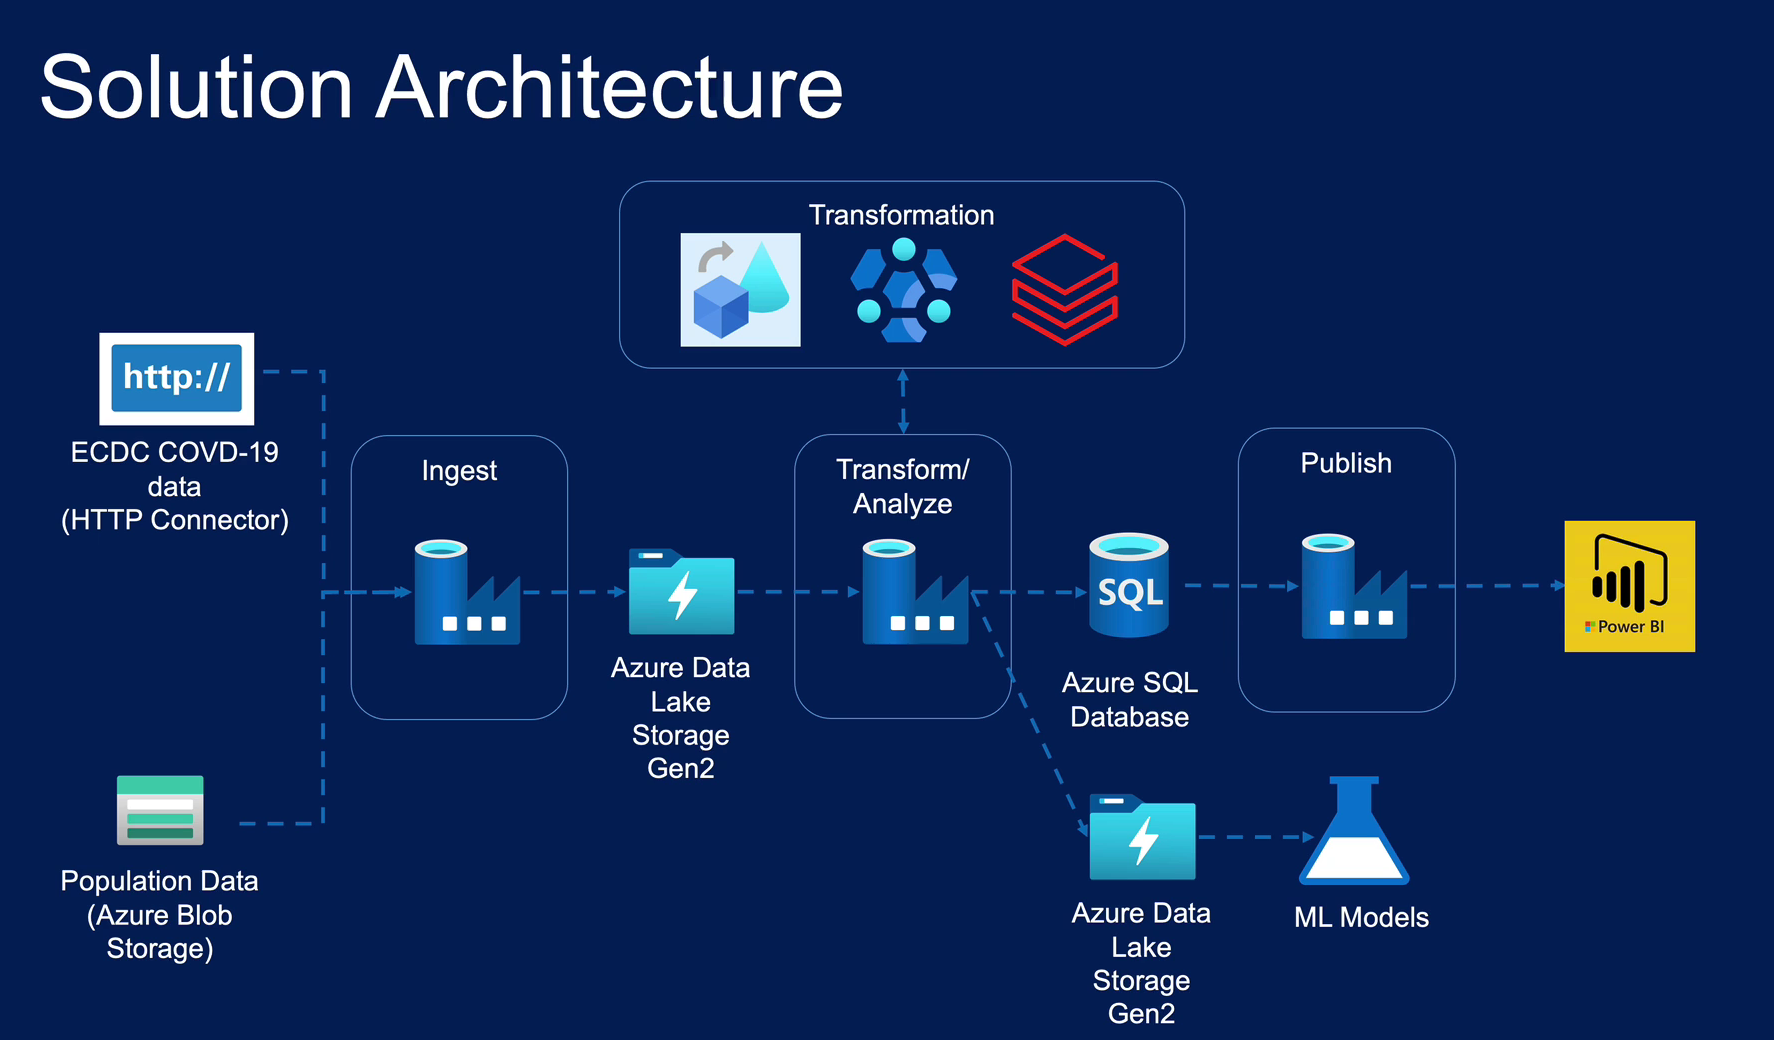 Solution Architecture
Transformation
http://
ECDC COVD-19
data
(HTTP Connector)
Ingest
Transform/
Analyze
Publish
SQL
Power BI
Azure Data
Lake
Storage
Gen2
Azure SQL
Database
Population Data
(Azure Blob
Storage)
Azure Data
Lake
Storage
Gen2
ML Models